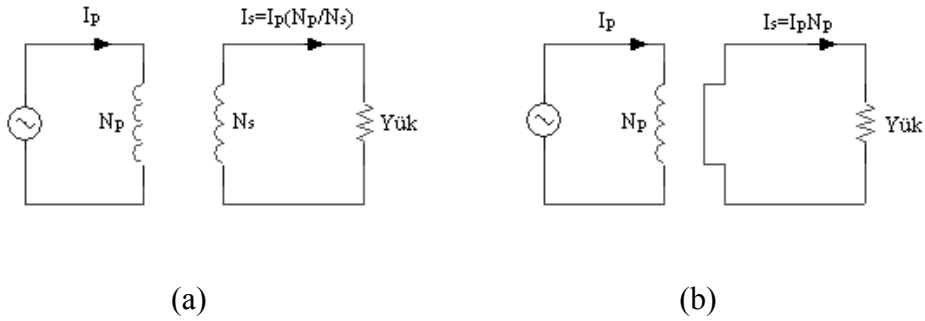 Ip
Is=Ip(Np/Ns)
Np
Ns
Yük
Ip
Is=IpNp
Np
Yük
(a)
(b)